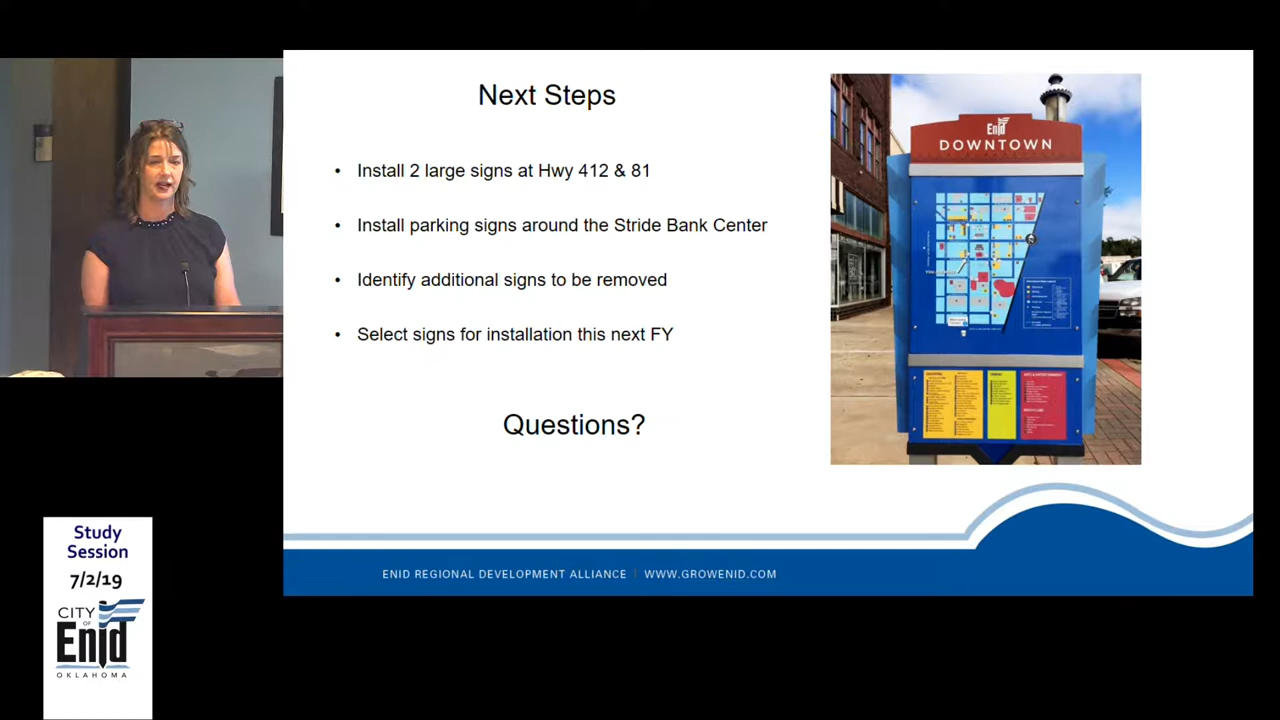 Next Steps
• Install 2 large signs at Hwy 412 & 81
• Install parking signs around the Stride Bank Center
• Identify additional signs to be removed
• Select signs for installation this next FY
Questions?
Enid
DOWNTOWN
ENID REGIONAL DEVELOPMENT ALLIANCE | WWW.GROWENID.COM
Study
Session
7/2/19
CITY
OF
Enid
OKLAHOMA